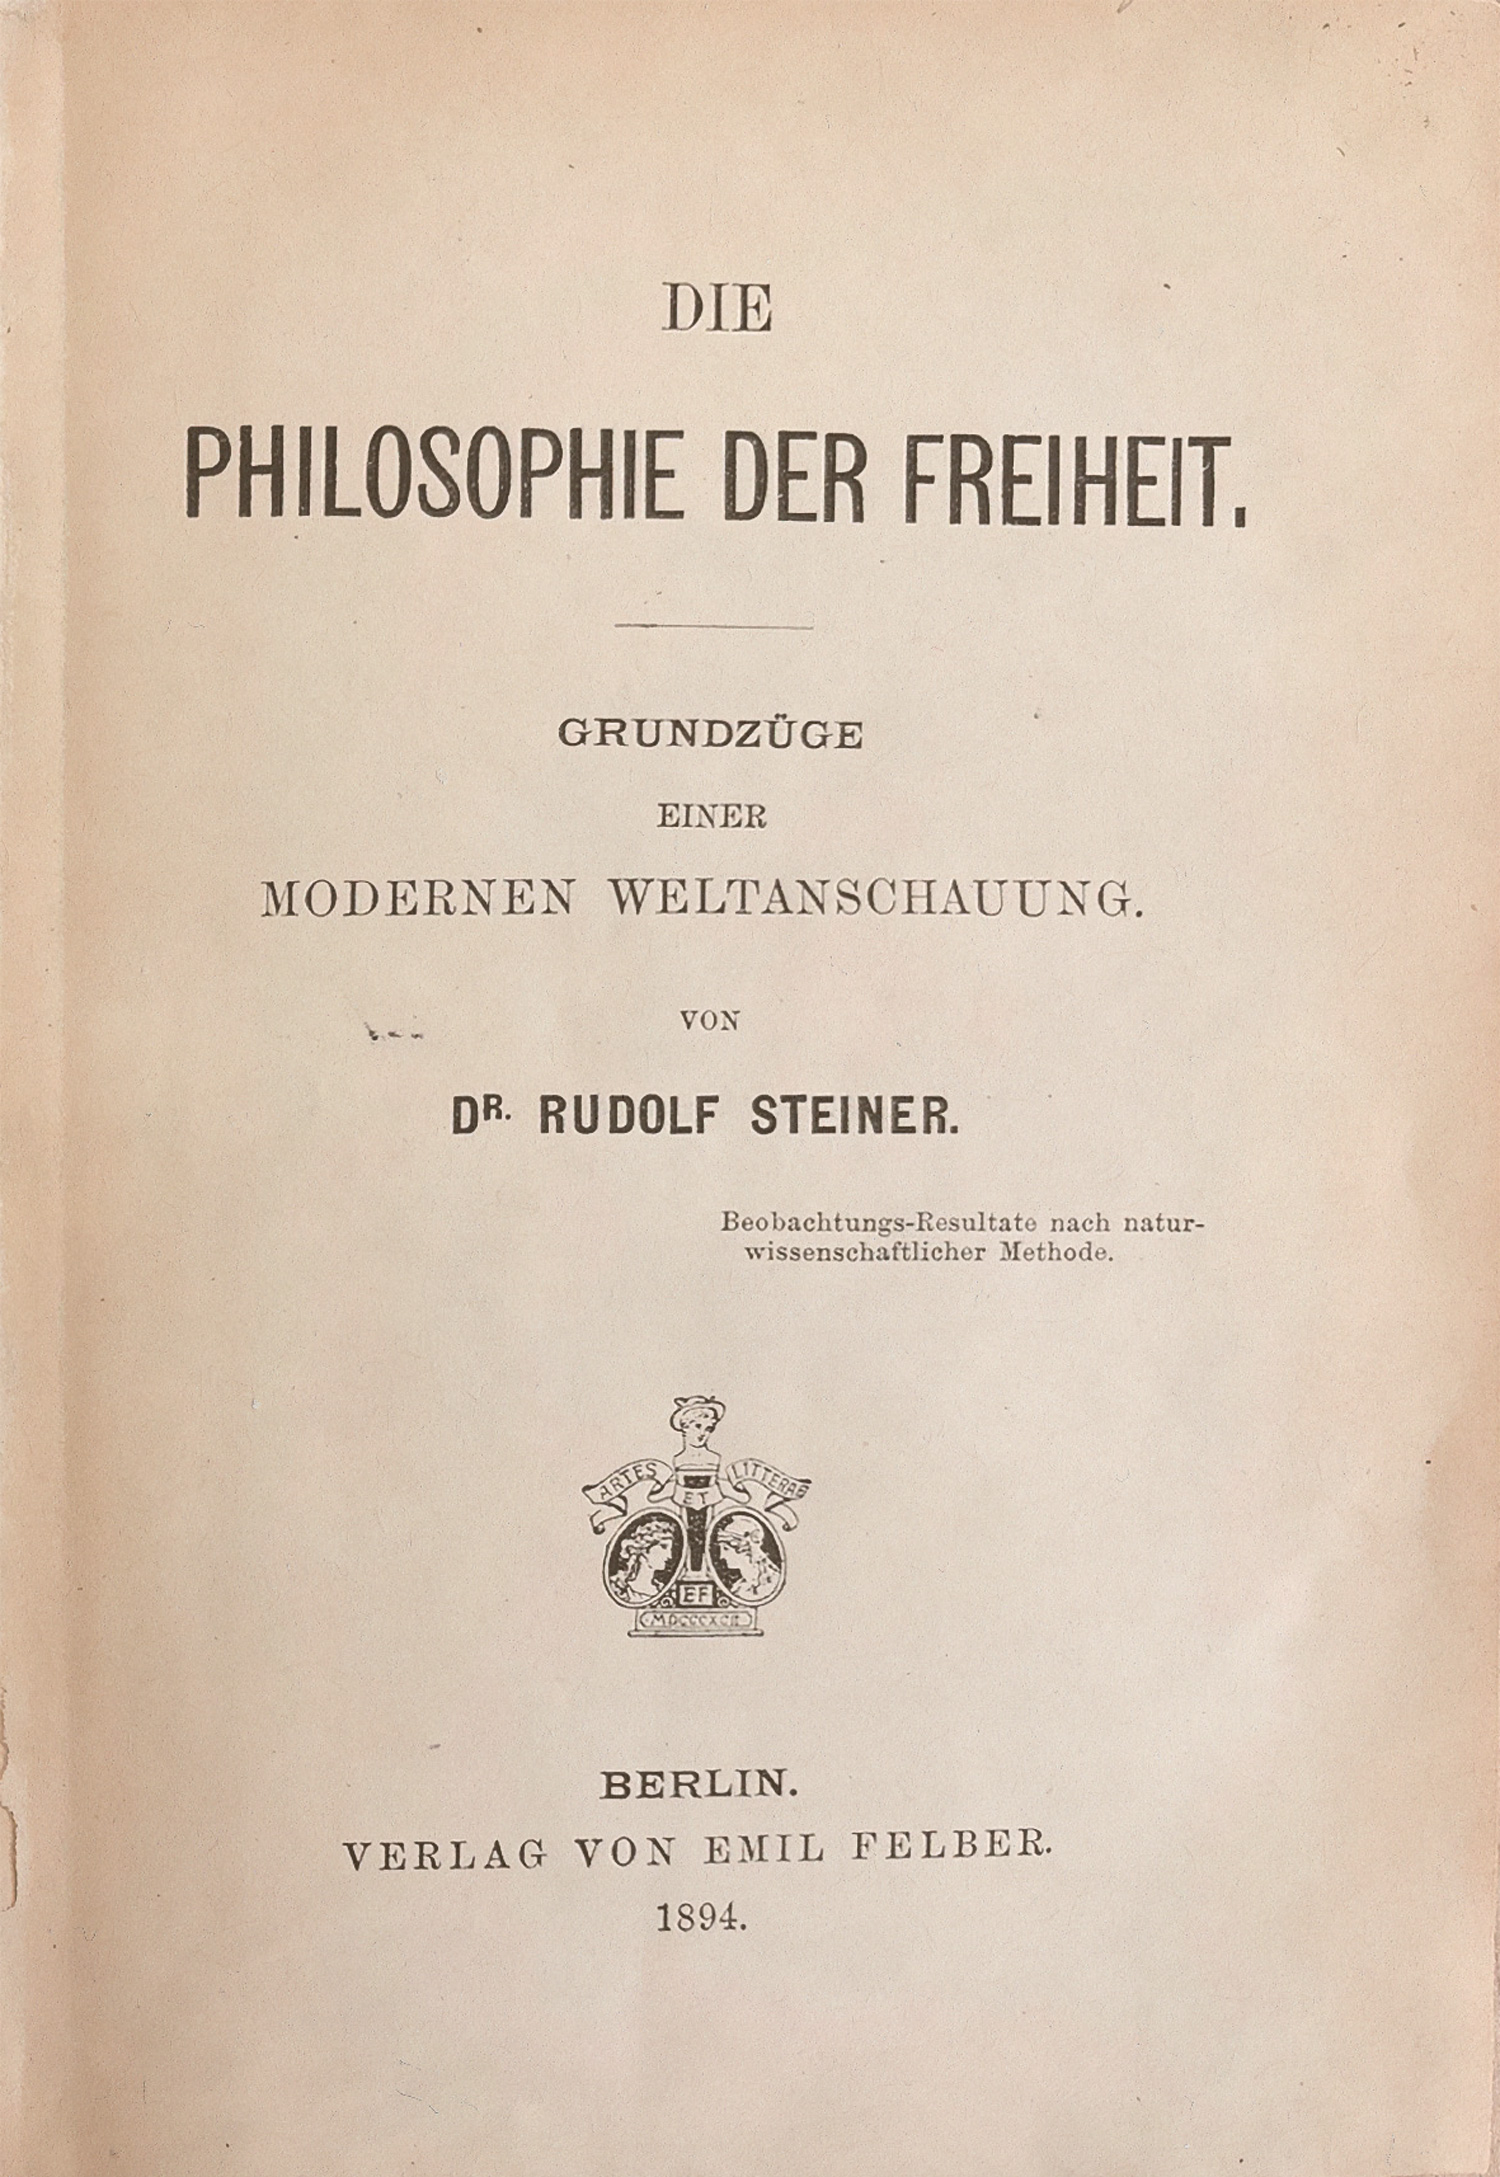 DIE
PHILOSOPHIE DER FREIHEIT.
GRUNDZÜGE
EINER
MODERNEN WELTANSCHAUUNG.
VON
DR. RUDOLF STEINER.
Beobachtungs-Resultate nach natur-
wissenschaftlicher Methode.
ARTES ET LITTERAE
EF
MDCCCXCII
BERLIN.
VERLAG VON EMIL FELBER.
1894.